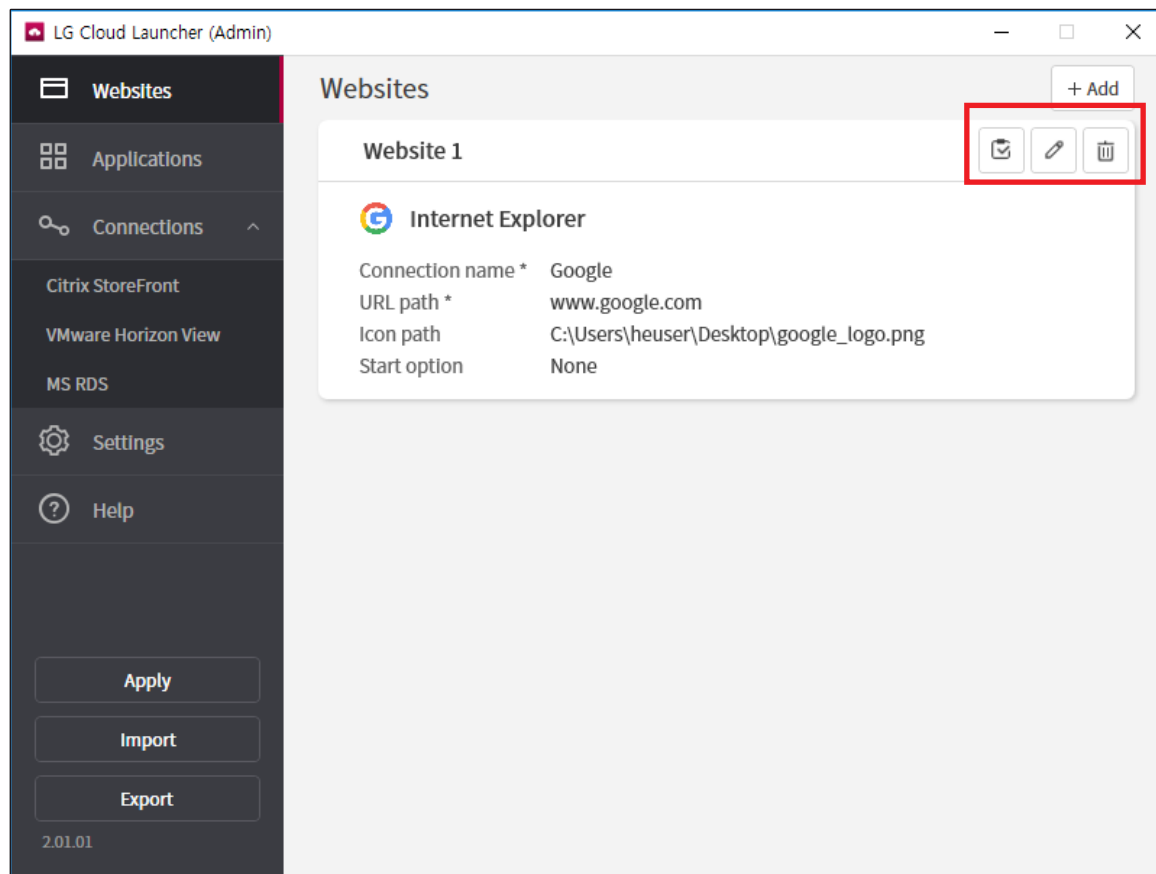 LG Cloud Launcher (Admin)
Websites
Applications
Connections
Citrix StoreFront
VMware Horizon View
MS RDS
Settings
Help
Apply
Import
Export
2.01.01
Websites
+ Add
Website 1
Internet Explorer
Connection name * Google
URL path * www.google.com
Icon path C:\Users\heuser\Desktop\google_logo.png
Start option None